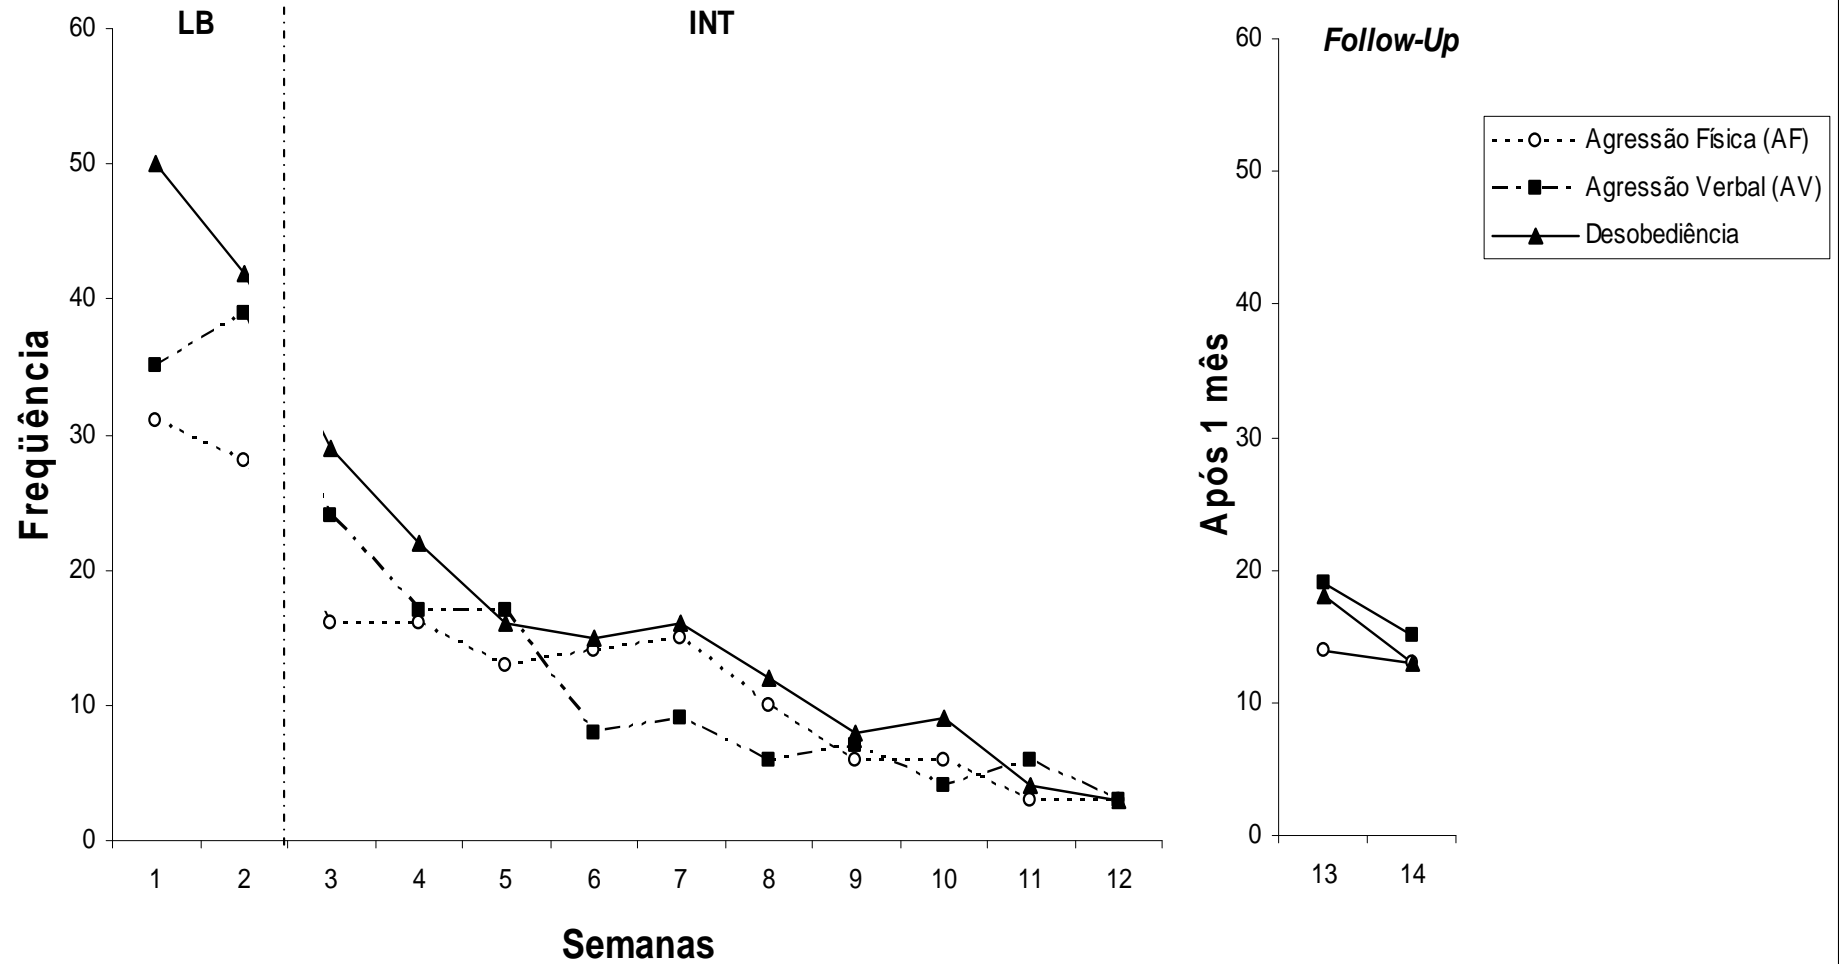 LB
INT
Follow-Up
60
50
40
30
20
10
0
Freqüência
1 2 3 4 5 6 7 8 9 10 11 12
Semanas
60
50
40
30
20
10
0
Após 1 mês
13 14
Agressão Física (AF)
Agressão Verbal (AV)
Desobediência